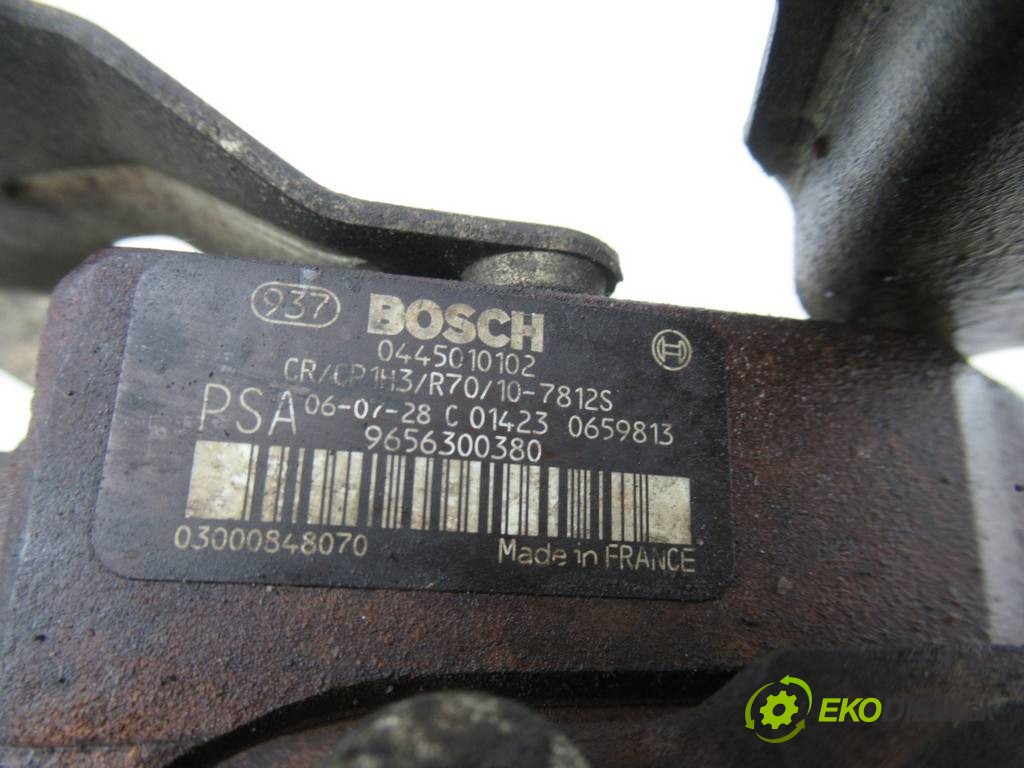 937 BOSCH
0445010102
CR/CP1H3/R70/10-7812S
PSA 06-07-28 C 01423 0659813
9656300380
03000848070 Made in FRANCE